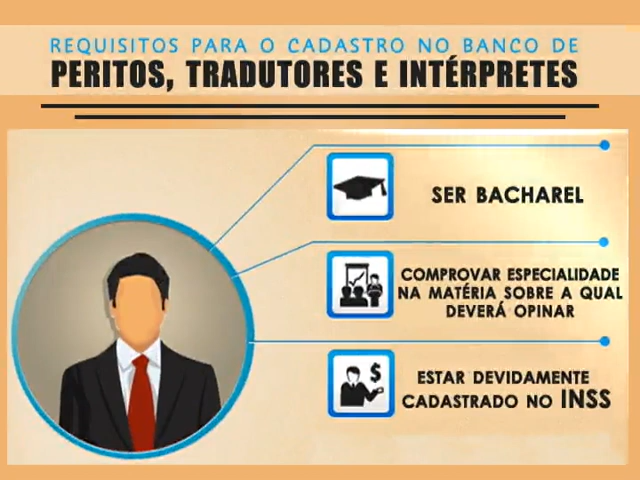 REQUISITOS PARA O CADASTRO NO BANCO DE
PERITOS, TRADUTORES E INTÉRPRETES
SER BACHAREL
COMPROVAR ESPECIALIDADE
NA MATÉRIA SOBRE A QUAL
DEVERÁ OPINAR
$
ESTAR DEVIDAMENTE
CADASTRADO NO INSS